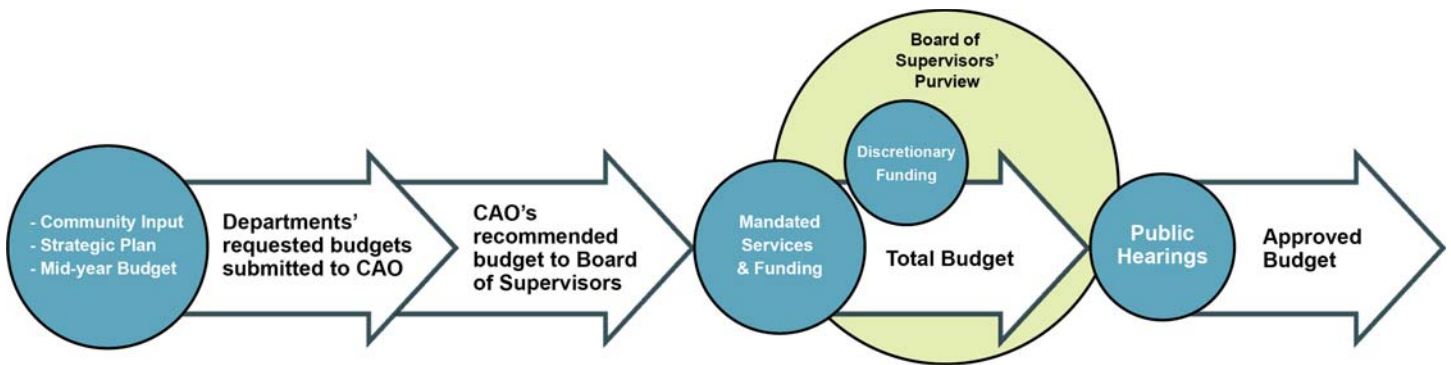 - Community Input
- Strategic Plan
- Mid-year Budget
Departments'
requested budgets
submitted to CAO
CAO's
recommended
budget to Board
of Supervisors
Board of
Supervisors'
Purview
Discretionary
Funding
Mandated
Services
& Funding
Total Budget
Public
Hearings
Approved
Budget